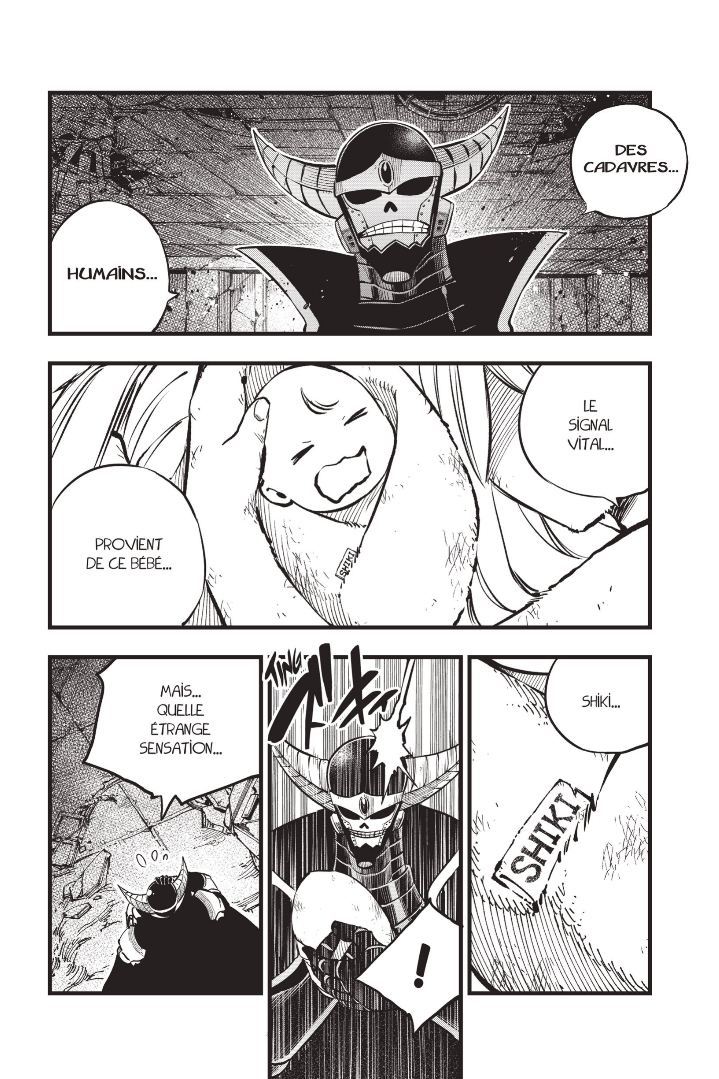 DES
CADAVRES...
HUMAINS...
LE
SIGNAL
VITAL...
PROVIENT
DE CE BÉBÉ...
SHIKI
SHIKI...
SHIKI
TING
!
MAIS...
QUELLE
ÉTRANGE
SENSATION...